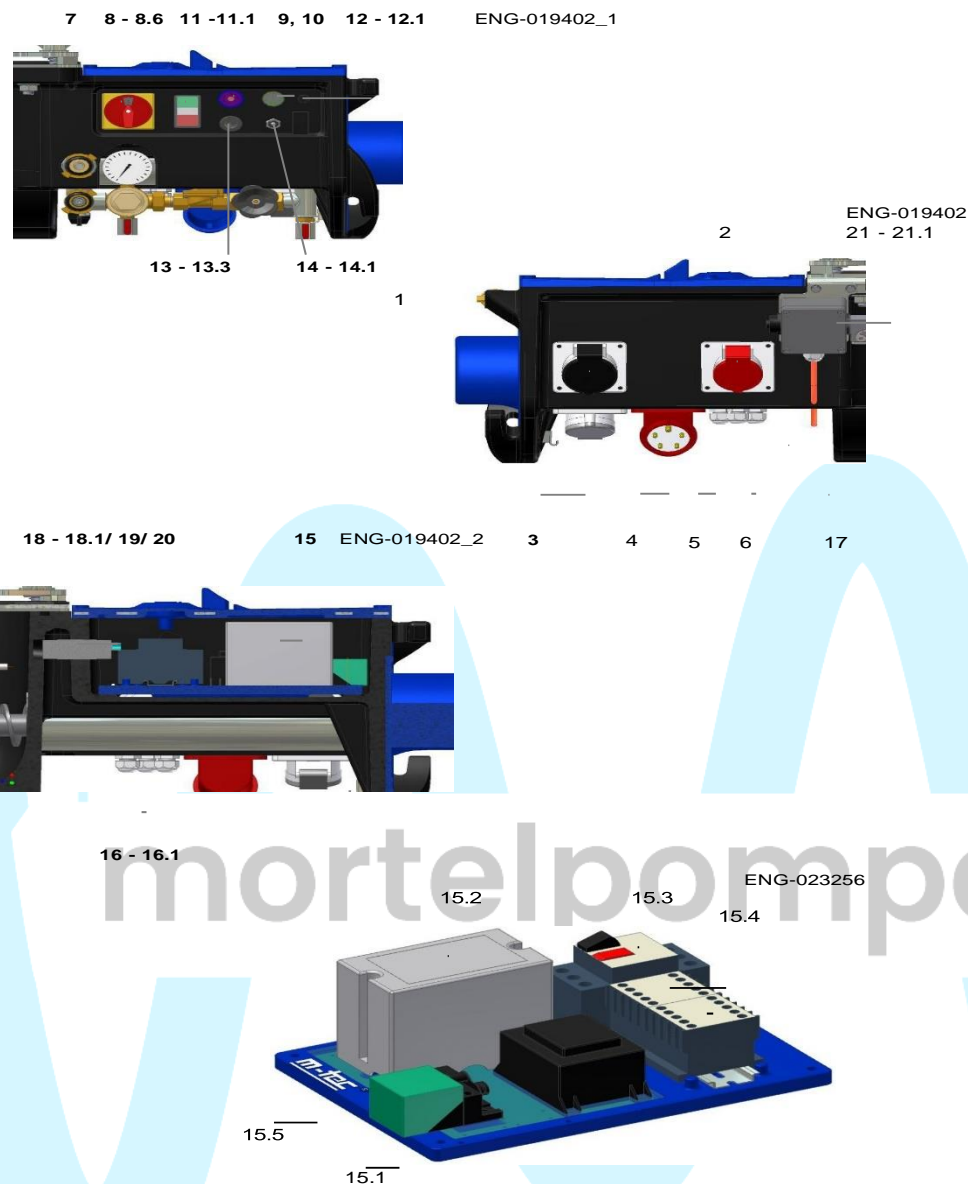 7 8 - 8.6 11 -11.1 9, 10 12 - 12.1 ENG-019402_1
13 - 13.3 14 - 14.1
1
ENG-019402
2 21 - 21.1
18 - 18.1/ 19/ 20 15 ENG-019402_2 3 4 5 6 17
16 - 16.1
mortelpomp
ENG-023256
15.2 15.3
15.4
m-tec
15.5
15.1